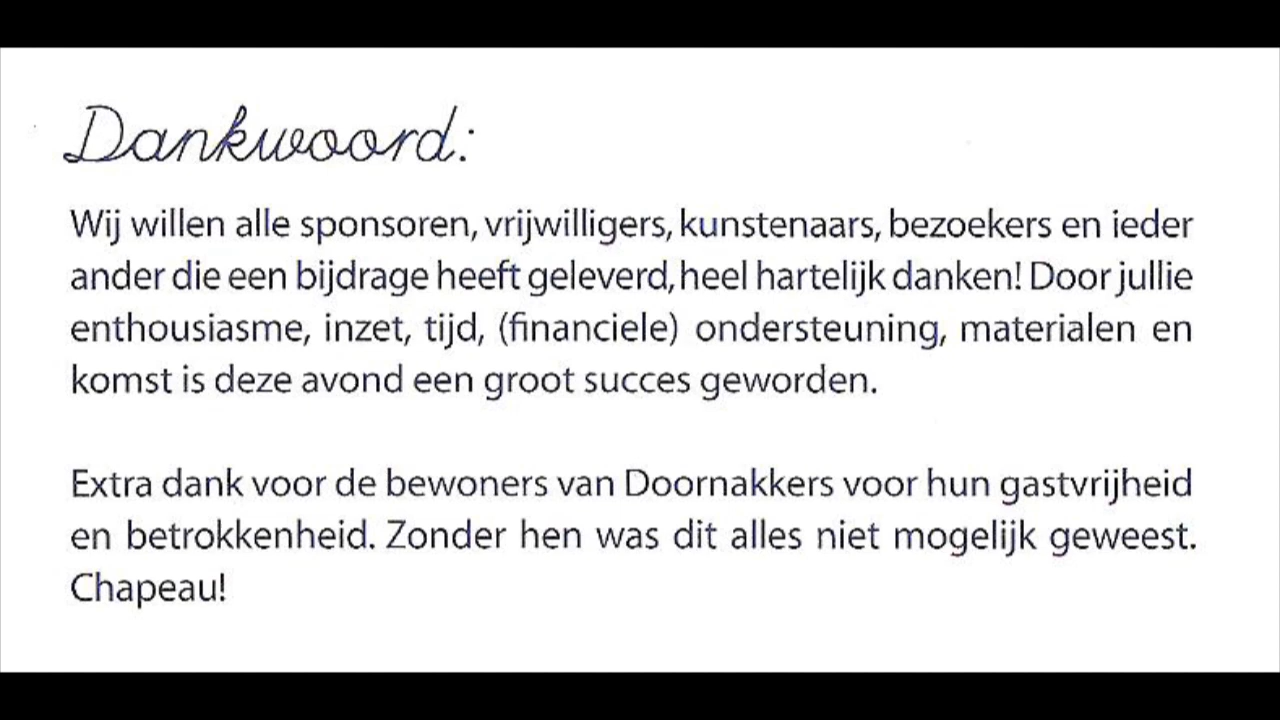 Dankwoord:
Wij willen alle sponsoren, vrijwilligers, kunstenaars, bezoekers en ieder
ander die een bijdrage heeft geleverd, heel hartelijk danken! Door jullie
enthousiasme, inzet, tijd, (financiele) ondersteuning, materialen en
komst is deze avond een groot succes geworden.
Extra dank voor de bewoners van Doornakkers voor hun gastvrijheid
en betrokkenheid. Zonder hen was dit alles niet mogelijk geweest.
Chapeau!